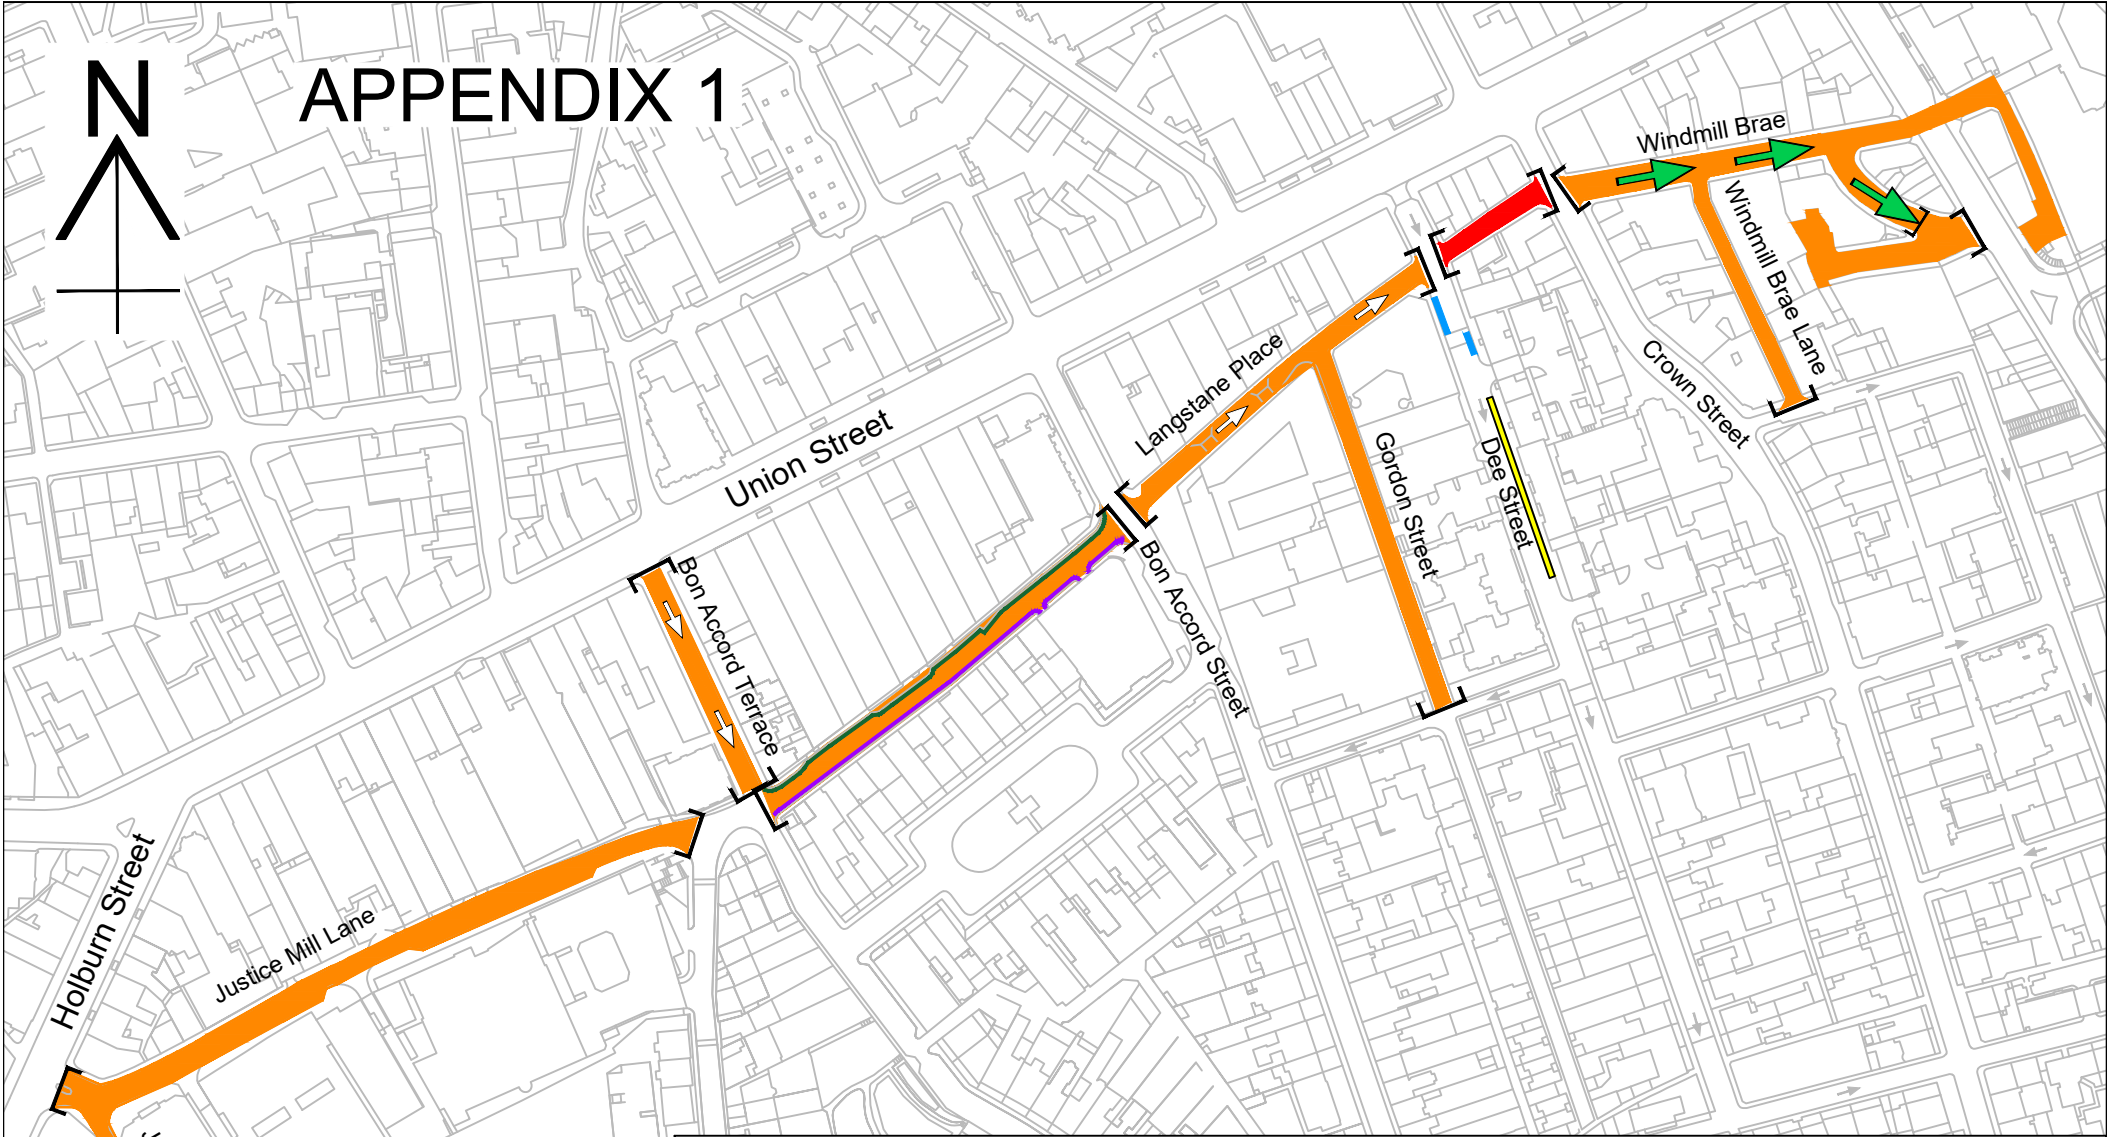 N
APPENDIX 1
Windmill Brae
Windmill Brae Lane
Langstane Place
Crown Street
Union Street
Gordon Street
Dee Street
Bon Accord Terrace
Bon Accord Street
Holburn Street
Justice Mill Lane